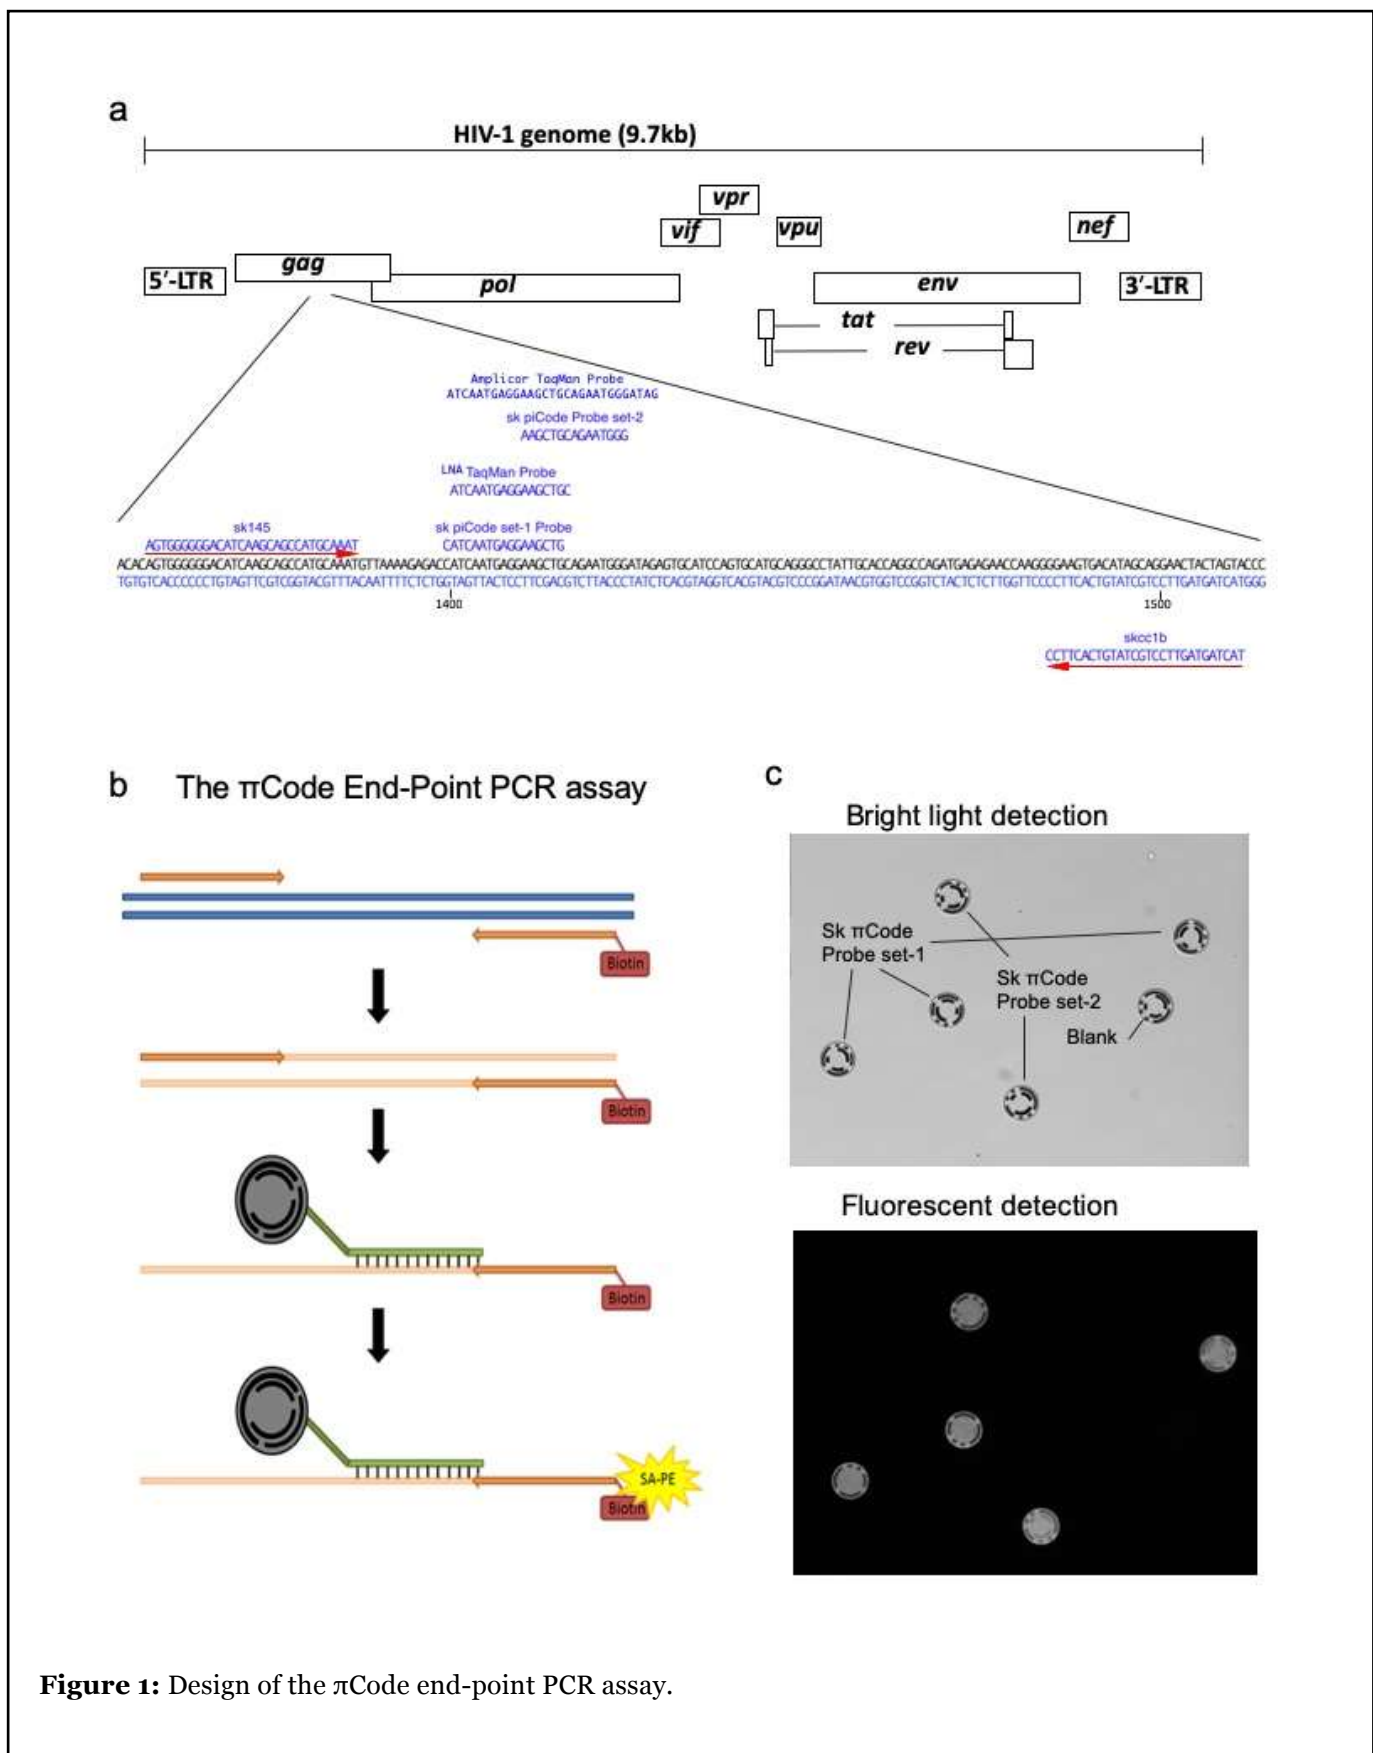 a
HIV-1 genome (9.7kb)
vpr
vif
vpu
nef
gag
5′-LTR
pol
env
3′-LTR
tat
rev
Amplicor TaqMan Probe
ATCAATGAGGAAGCTGCAGAATGGGATAG
sk piCode Probe set-2
AAGCTGCAGAATGGG
LNA TaqMan Probe
ATCAATGAGGAAGCTGC
sk145
sk piCode set-1 Probe
AGTGGGGGGACATCAAGCAGCCATGCAAAT
CATCAATGAGGAAGCTG
ACACAGTGGGGGGACATCAAGCAGCCATGCAAATGTTAAAAGAGACCATCAATGAGGAAGCTGCAGAATGGGATAGAGTGCATCCAGTGCATGCAGGGCCTATTGCACCAGGCCAGATGAGAGAACCAAGGGGAAGTGACATAGCAGGAACTACTAGTACCC
TGTGTCACCCCCCTGTAGTTCGTCGGTACGTTTACAATTTTCTCTGGTAGTTACTCCTTCGACGTCTTACCCTATCTCACGTAGGTCACGTACGTCCCGGATAACGTGGTCCGGTCTACTCTCTTGGTTCCCCTTCACTGTATCGTCCTTGATGATCATGGG
1400
1500
skcc1b
CCTTCACTGTATCGTCCTTGATGATCAT
b
The πCode End-Point PCR assay
Biotin
Biotin
Biotin
SA-PE
Biotin
c
Bright light detection
Sk πCode
Probe set-1
Sk πCode
Probe set-2
Blank
Fluorescent detection
Figure 1: Design of the πCode end-point PCR assay.